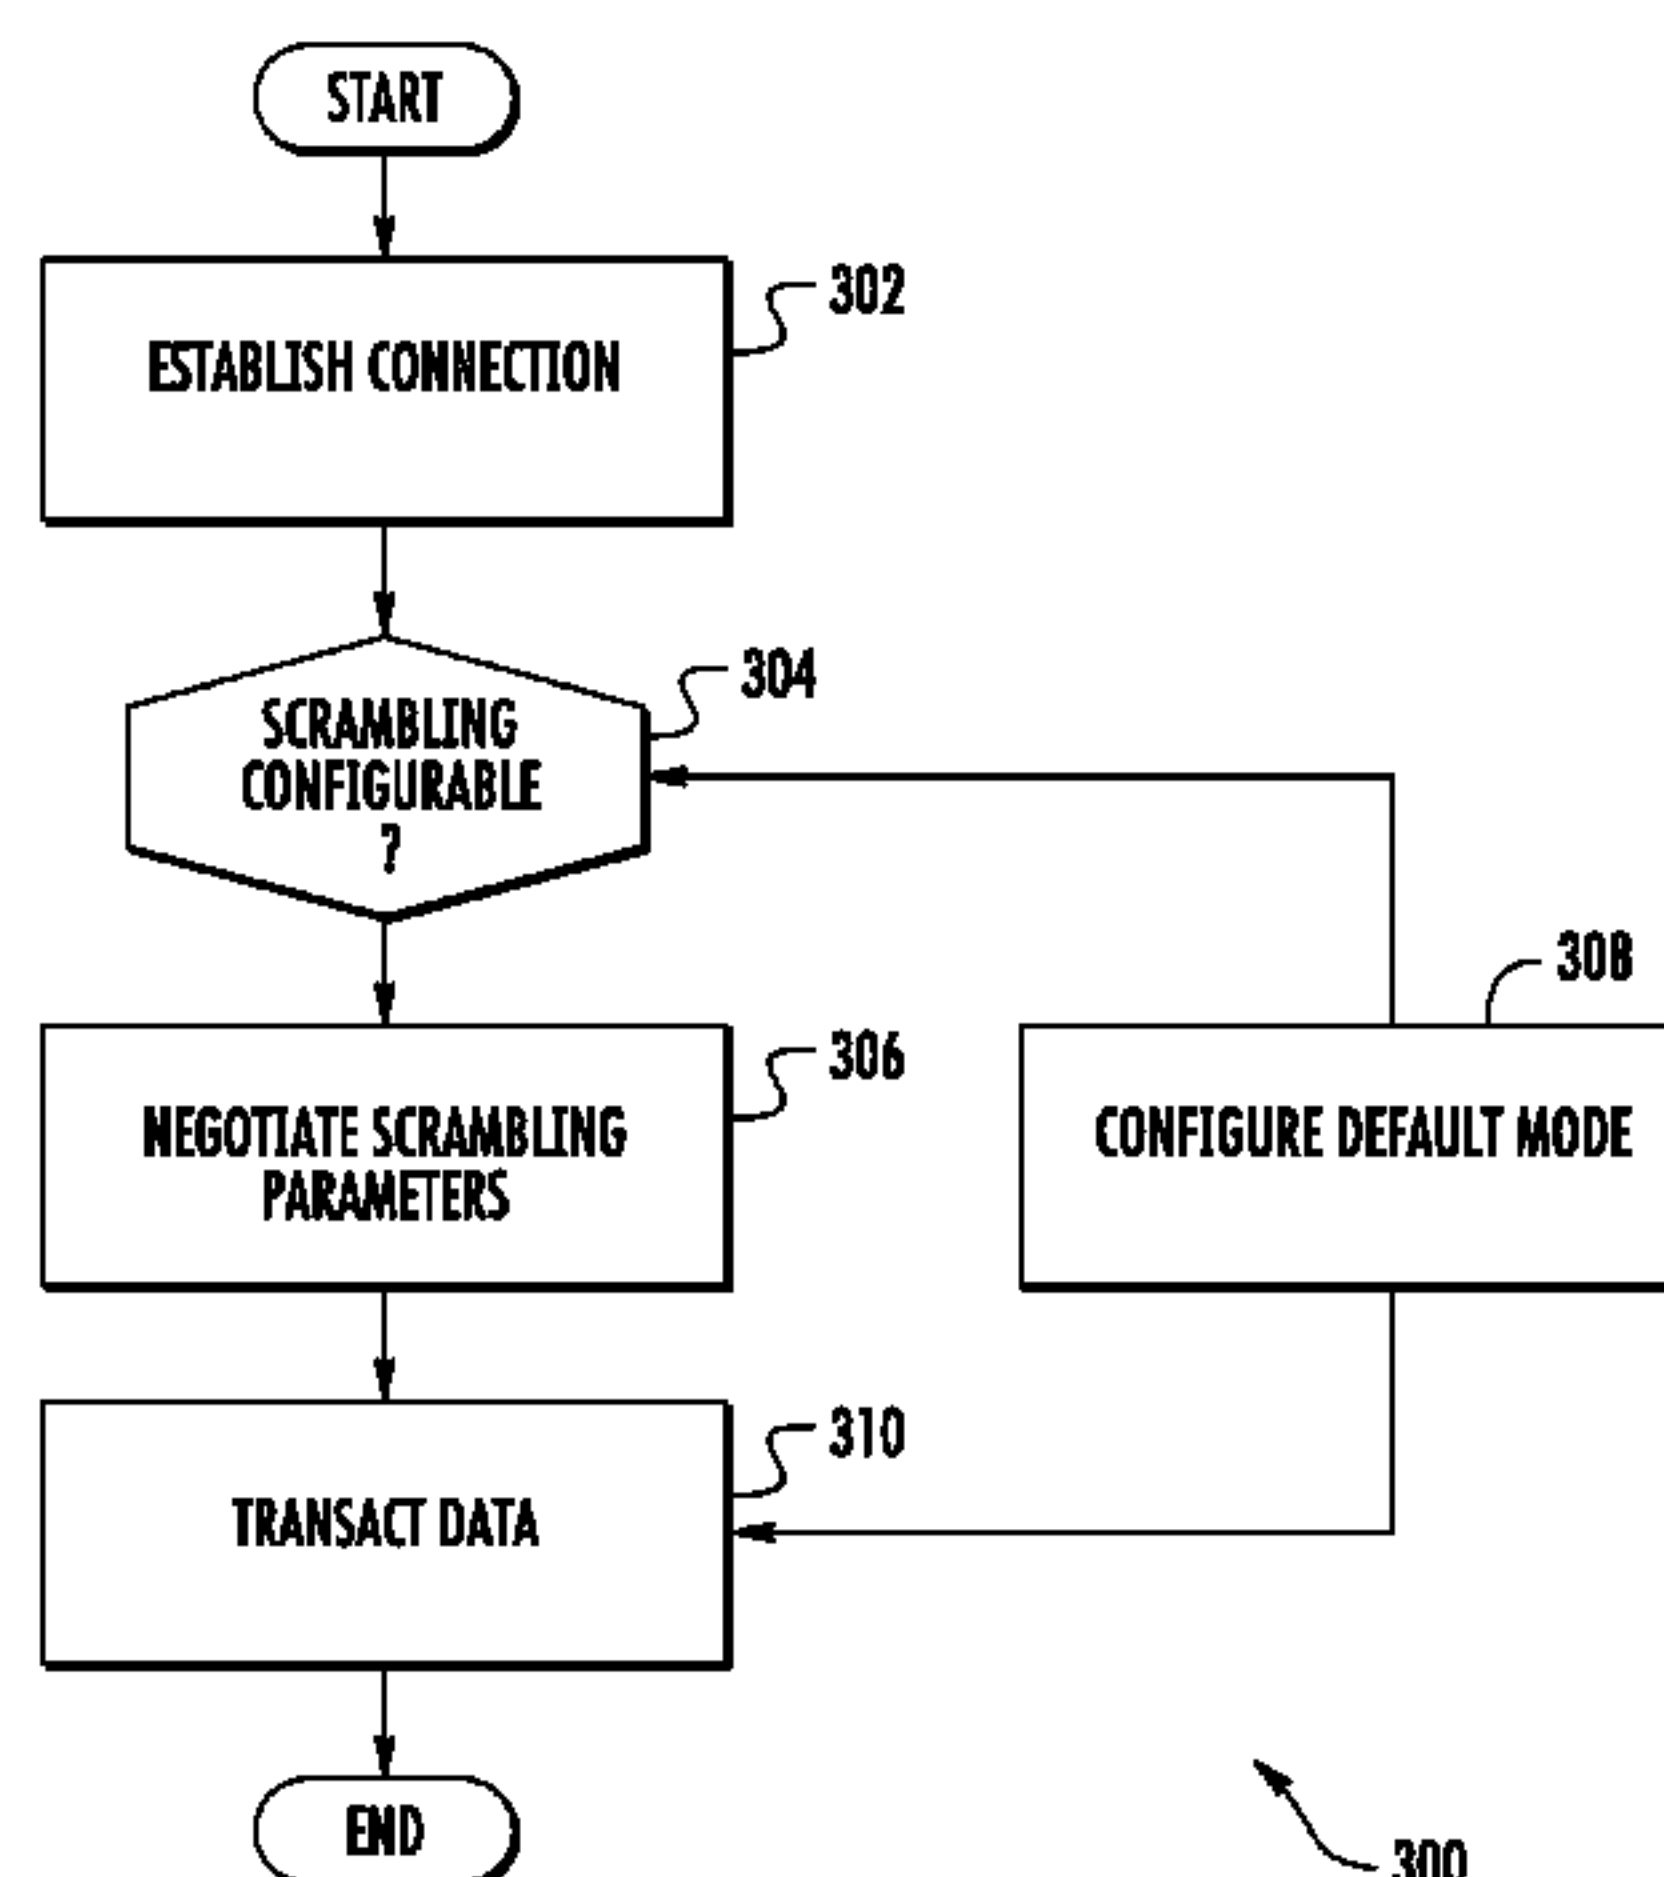 START
302
ESTABLISH CONNECTION
304
SCRAMBLING
CONFIGURABLE
?
308
306
NEGOTIATE SCRAMBLING
PARAMETERS
CONFIGURE DEFAULT MODE
310
TRANSACT DATA
END
300